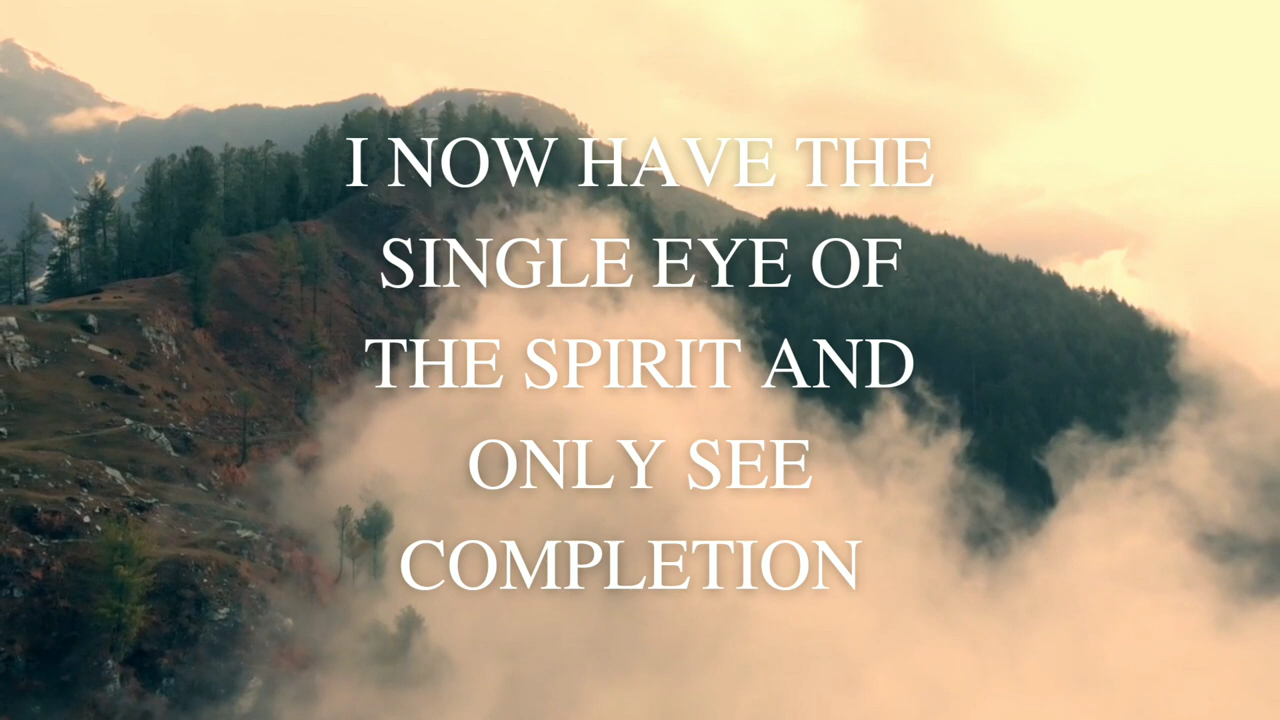 I NOW HAVE THE
SINGLE EYE OF
THE SPIRIT AND
ONLY SEE
COMPLETION